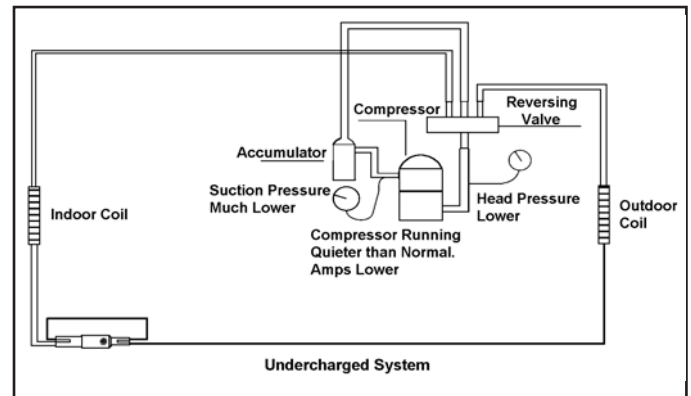 Compressor
Reversing
Valve
Accumulator
Suction Pressure
Much Lower
Head Pressure
Lower
Indoor Coil
Outdoor
Coil
Compressor Running
Quieter than Normal.
Amps Lower
Undercharged System